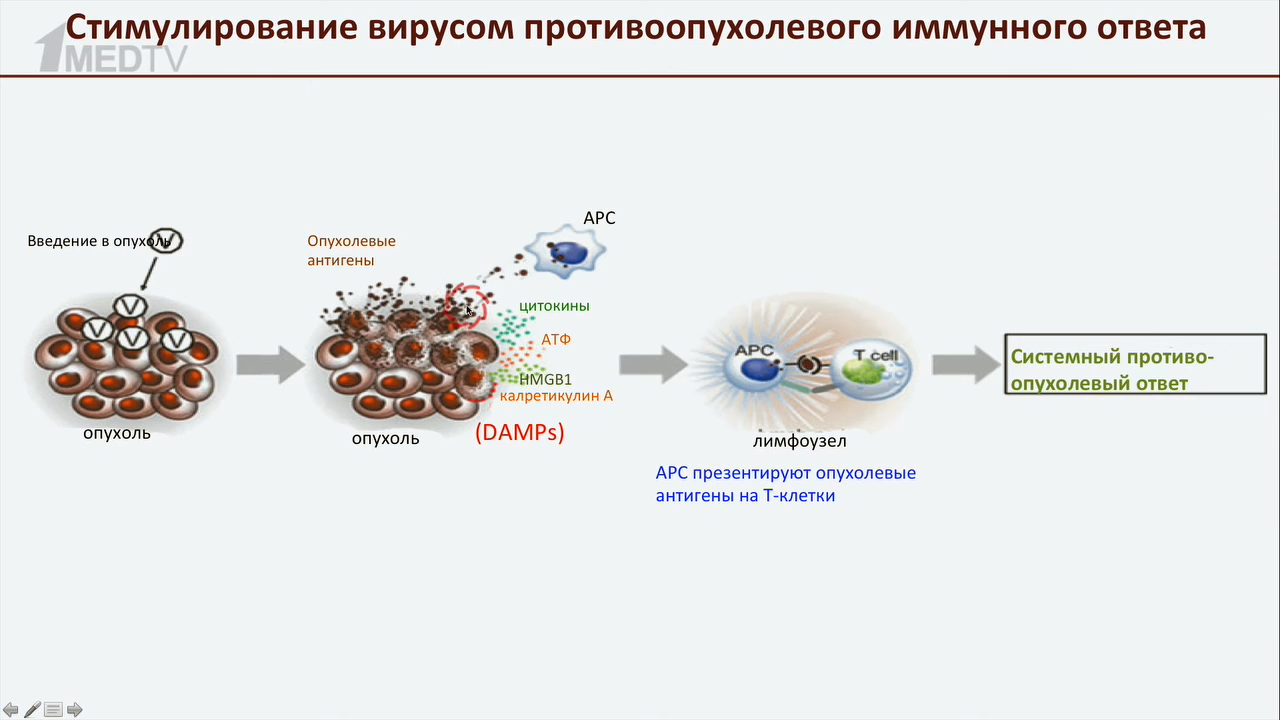 Стимулирование вирусом противоопухолевого иммунного ответа
1MEDTV
Введение в опухоль
V
V
V
V
V
опухоль
Опухолевые
антигены
APC
цитокины
АТФ
HMGB1
калретикулин А
(DAMPs)
опухоль
APC
T cell
лимфоузел
APC презентируют опухолевые
антигены на Т-клетки
Системный противо-
опухолевый ответ